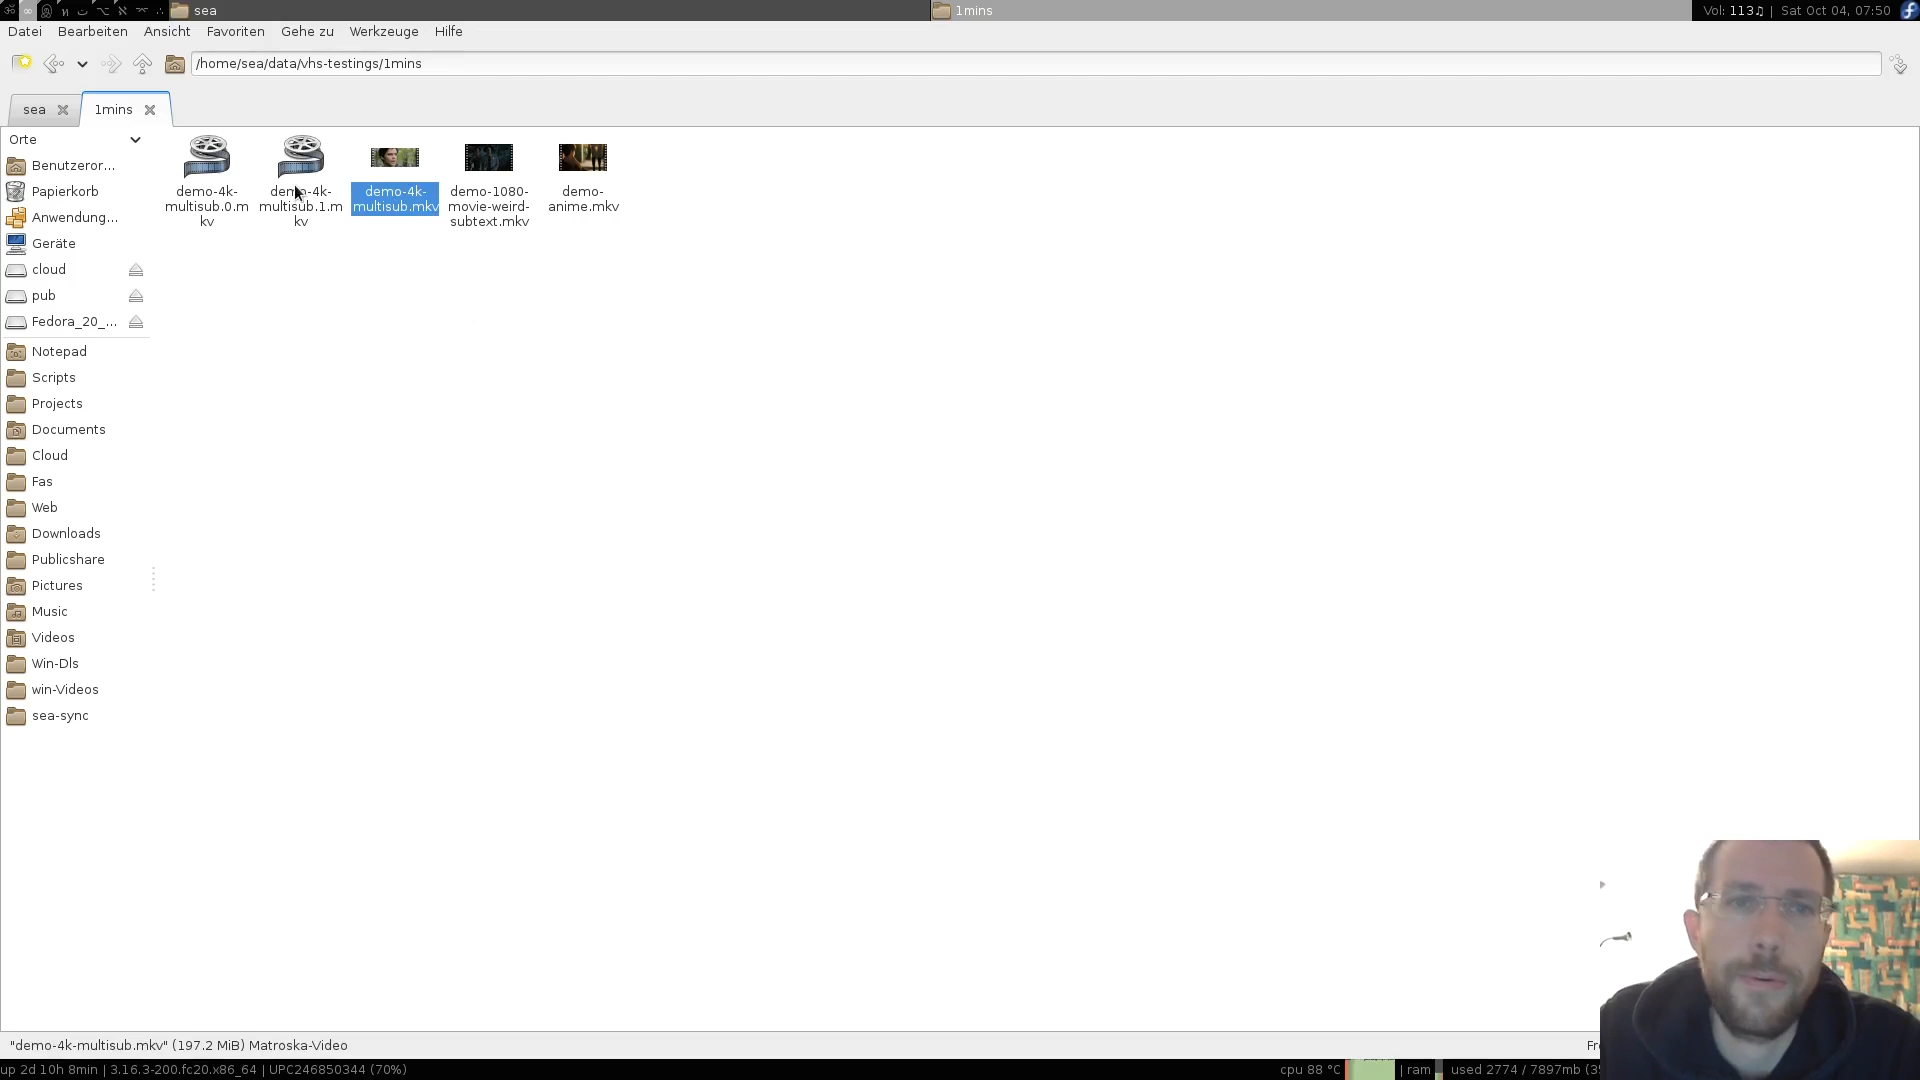 sea
1mins
Vol: 113♫ | Sat Oct 04, 07:50
Datei Bearbeiten Ansicht Favoriten Gehe zu Werkzeuge Hilfe
/home/sea/data/vhs-testings/1mins
sea
1mins
Orte
Benutzeror...
Papierkorb
Anwendung...
Geräte
cloud
pub
Fedora_20_...
Notepad
Scripts
Projects
Documents
Cloud
Fas
Web
Downloads
Publicshare
Pictures
Music
Videos
Win-Dls
win-Videos
sea-sync
demo-4k-
multisub.0.m
kv
demo-4k-
multisub.1.m
kv
demo-4k-
multisub.mkv
demo-1080-
movie-weird-
subtext.mkv
demo-
anime.mkv
"demo-4k-multisub.mkv" (197.2 MiB) Matroska-Video
Fr
up 2d 10h 8min | 3.16.3-200.fc20.x86_64 | UPC246850344 (70%)
cpu 88 °C | ram used 2774 / 7897mb (3